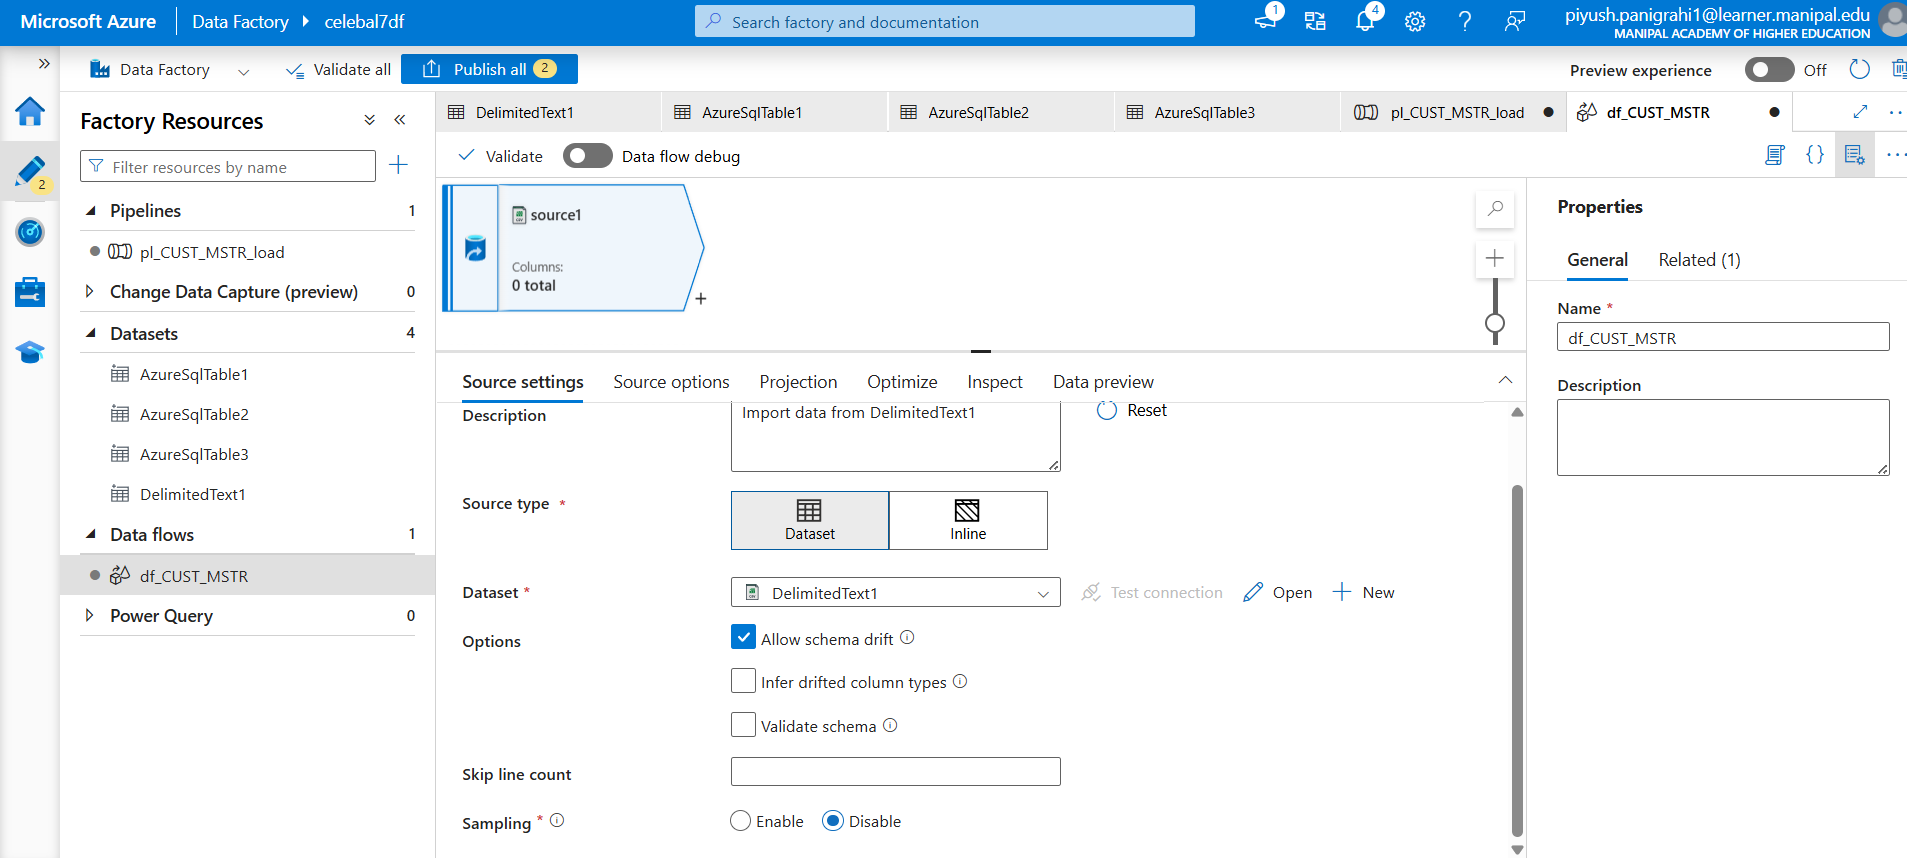 Microsoft Azure
Data Factory
celebal7df
Search factory and documentation
1
4
piyush.panigrahi1@learner.manipal.edu
MANIPAL ACADEMY OF HIGHER EDUCATION
Data Factory
Validate all
Publish all
2
Preview experience
Off
2
Factory Resources
Filter resources by name
Pipelines
1
pl_CUST_MSTR_load
Change Data Capture (preview)
0
Datasets
4
AzureSqlTable1
AzureSqlTable2
AzureSqlTable3
DelimitedText1
Data flows
1
df_CUST_MSTR
Power Query
0
DelimitedText1
AzureSqlTable1
AzureSqlTable2
AzureSqlTable3
pl_CUST_MSTR_load
df_CUST_MSTR
Validate
Data flow debug
source1
Columns:
0 total
Source settings
Source options
Projection
Optimize
Inspect
Data preview
Description
Import data from DelimitedText1
Reset
Source type *
Dataset
Inline
Dataset *
DelimitedText1
Test connection
Open
New
Options
Allow schema drift
Infer drifted column types
Validate schema
Skip line count
Sampling *
Enable
Disable
Properties
General
Related (1)
Name *
df_CUST_MSTR
Description